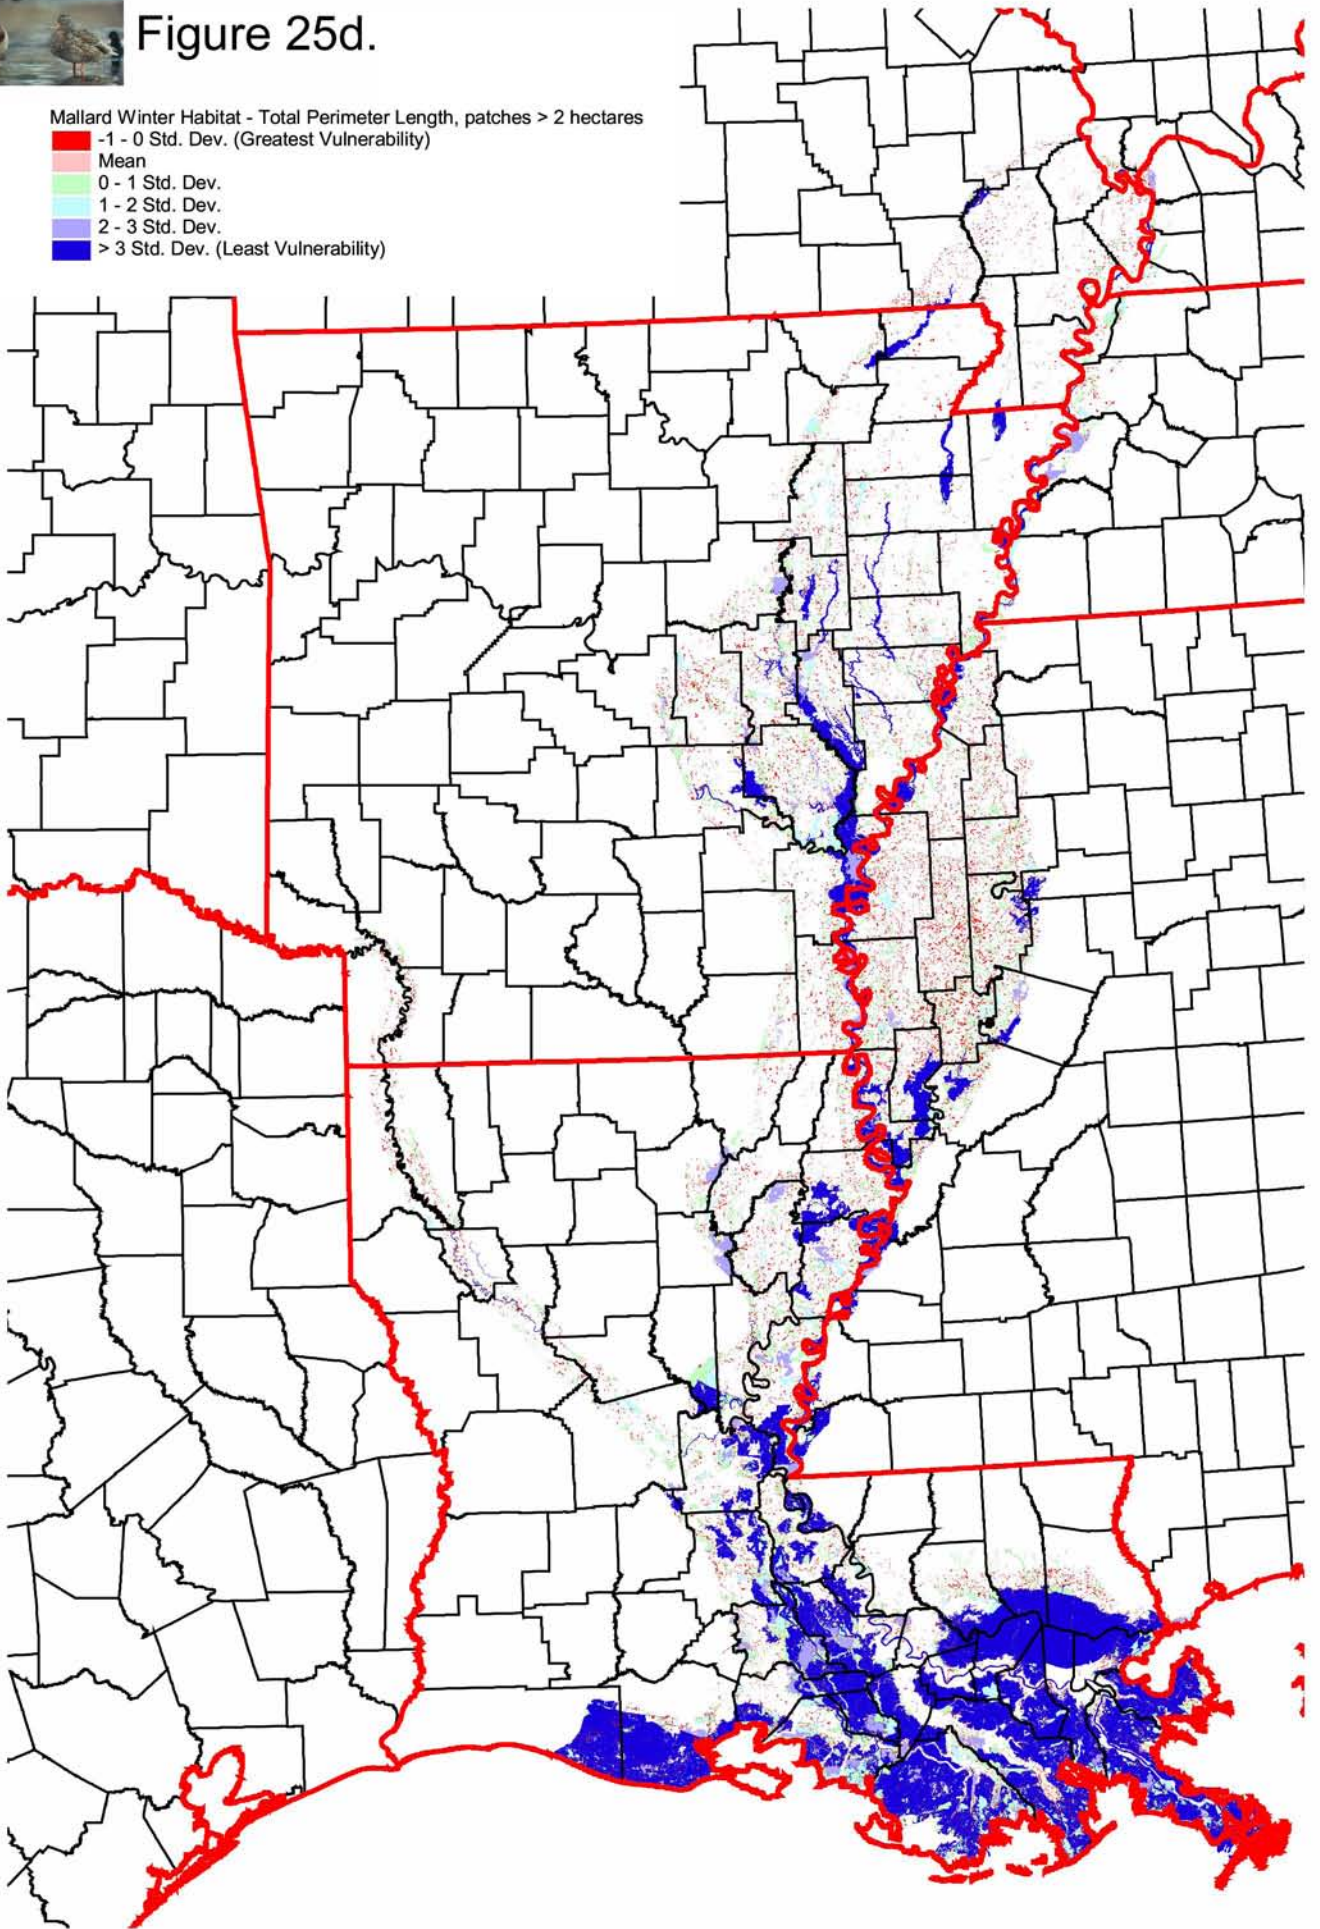 Figure 25d.
Mallard Winter Habitat - Total Perimeter Length, patches > 2 hectares
-1 - 0 Std. Dev. (Greatest Vulnerability)
Mean
0 - 1 Std. Dev.
1 - 2 Std. Dev.
2 - 3 Std. Dev.
> 3 Std. Dev. (Least Vulnerability)